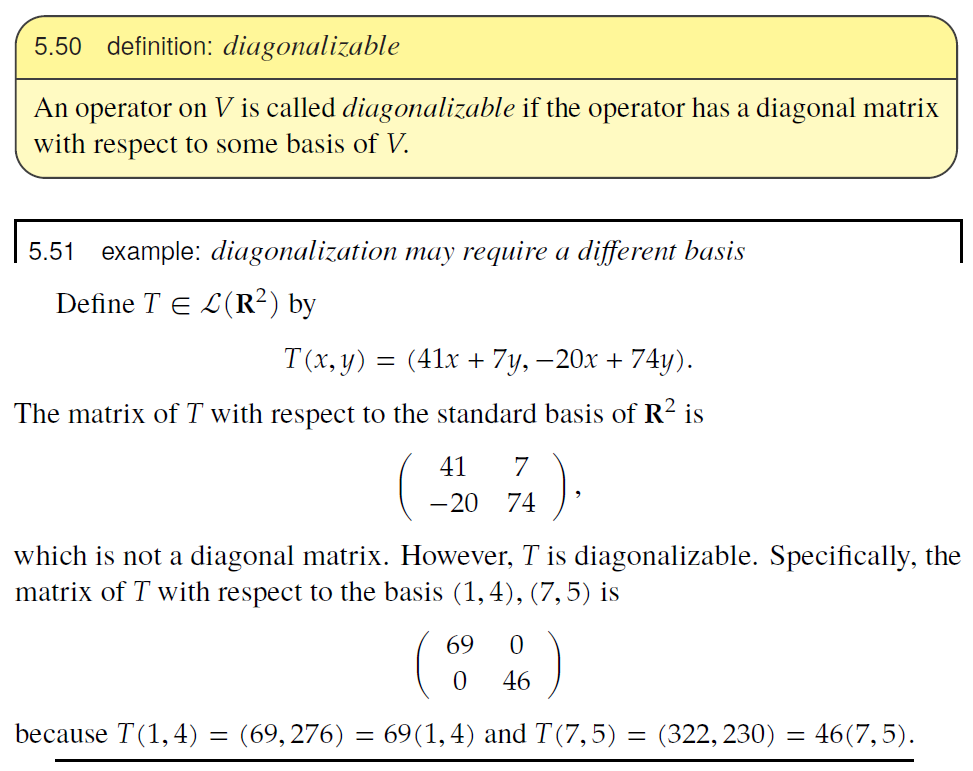 5.50 definition: diagonalizable
An operator on V is called diagonalizable if the operator has a diagonal matrix
with respect to some basis of V.
5.51 example: diagonalization may require a different basis
Define T ∈ ℒ(R²) by
T(x, y) = (41x + 7y, −20x + 74y).
The matrix of T with respect to the standard basis of R² is
( 41 7
−20 74 ),
which is not a diagonal matrix. However, T is diagonalizable. Specifically, the
matrix of T with respect to the basis (1, 4), (7, 5) is
( 69 0
0 46 )
because T(1, 4) = (69, 276) = 69(1, 4) and T(7, 5) = (322, 230) = 46(7, 5).